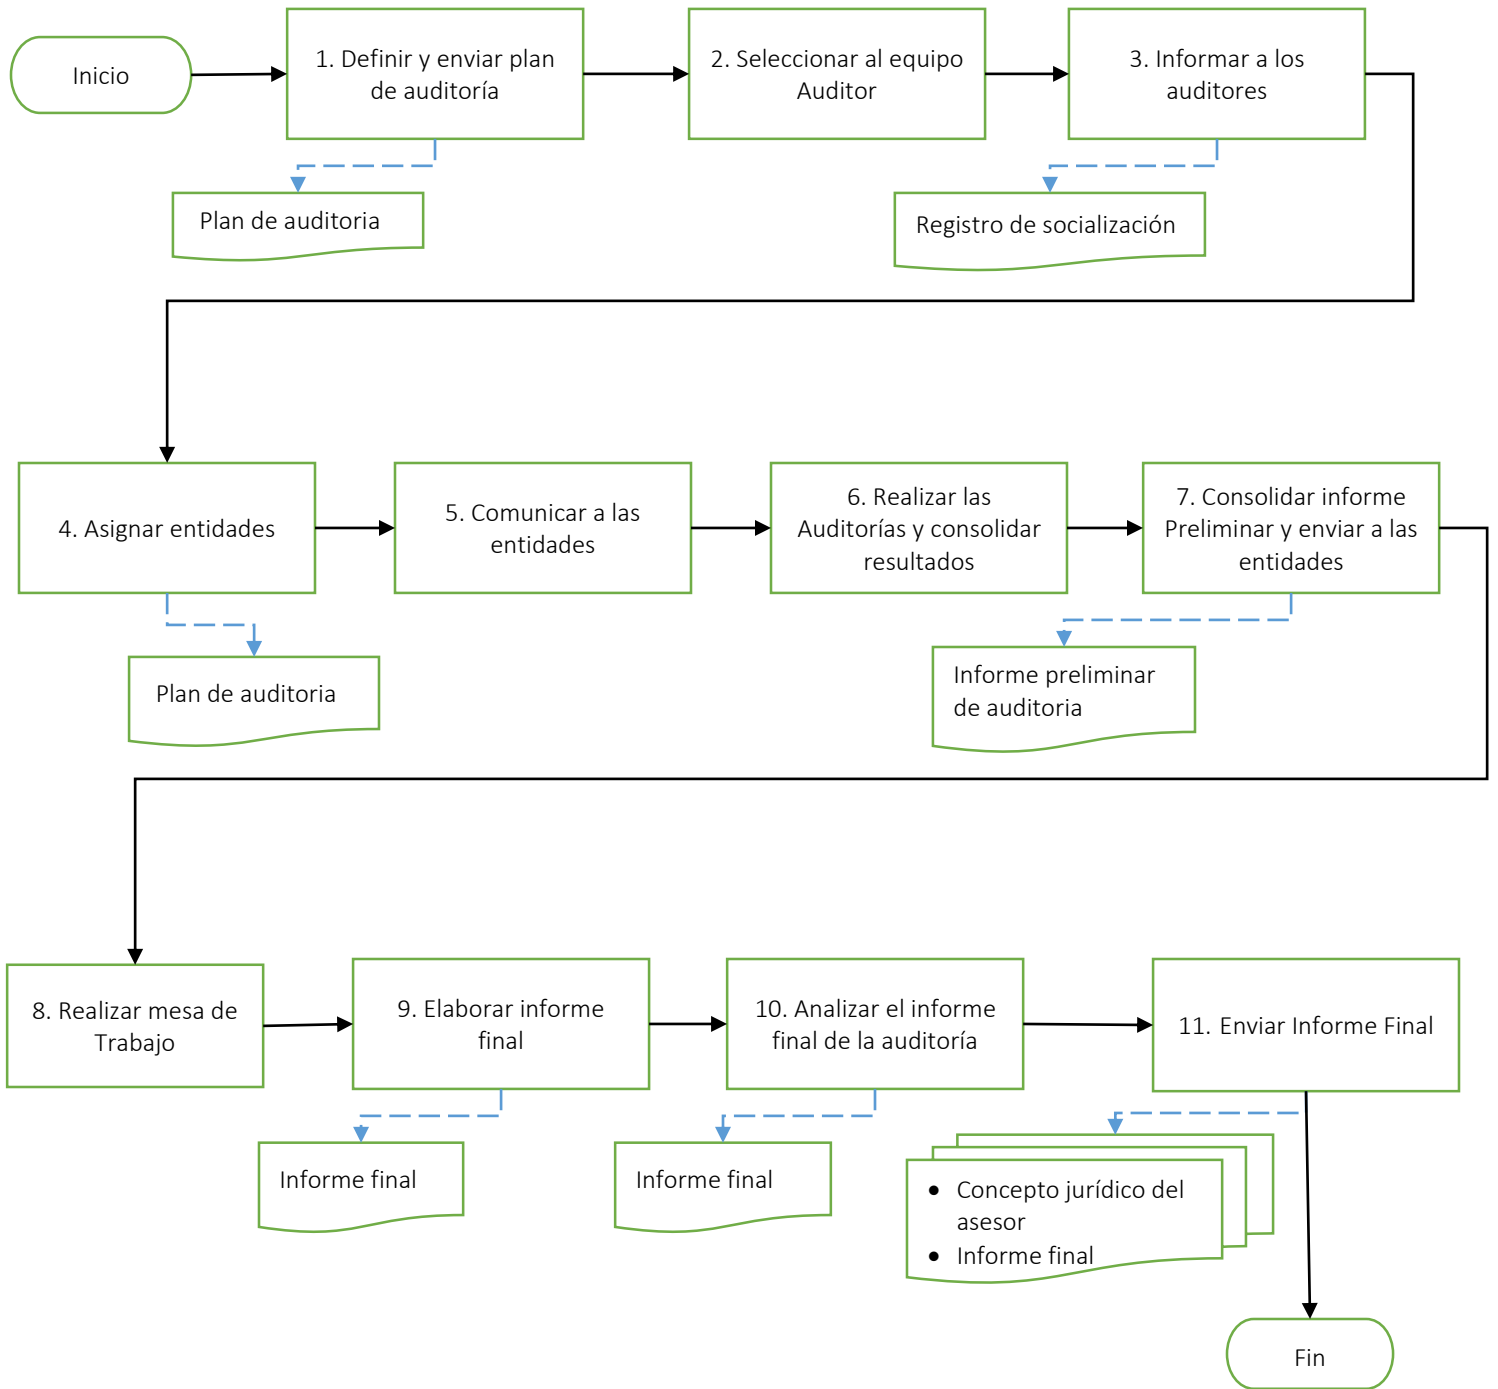 Inicio
1. Definir y enviar plan
de auditoría
2. Seleccionar al equipo
Auditor
3. Informar a los
auditores
Plan de auditoria
Registro de socialización
4. Asignar entidades
5. Comunicar a las
entidades
6. Realizar las
Auditorías y consolidar
resultados
7. Consolidar informe
Preliminar y enviar a las
entidades
Plan de auditoria
Informe preliminar
de auditoria
8. Realizar mesa de
Trabajo
9. Elaborar informe
final
10. Analizar el informe
final de la auditoría
11. Enviar Informe Final
Informe final
Informe final
• Concepto jurídico del
asesor
• Informe final
Fin